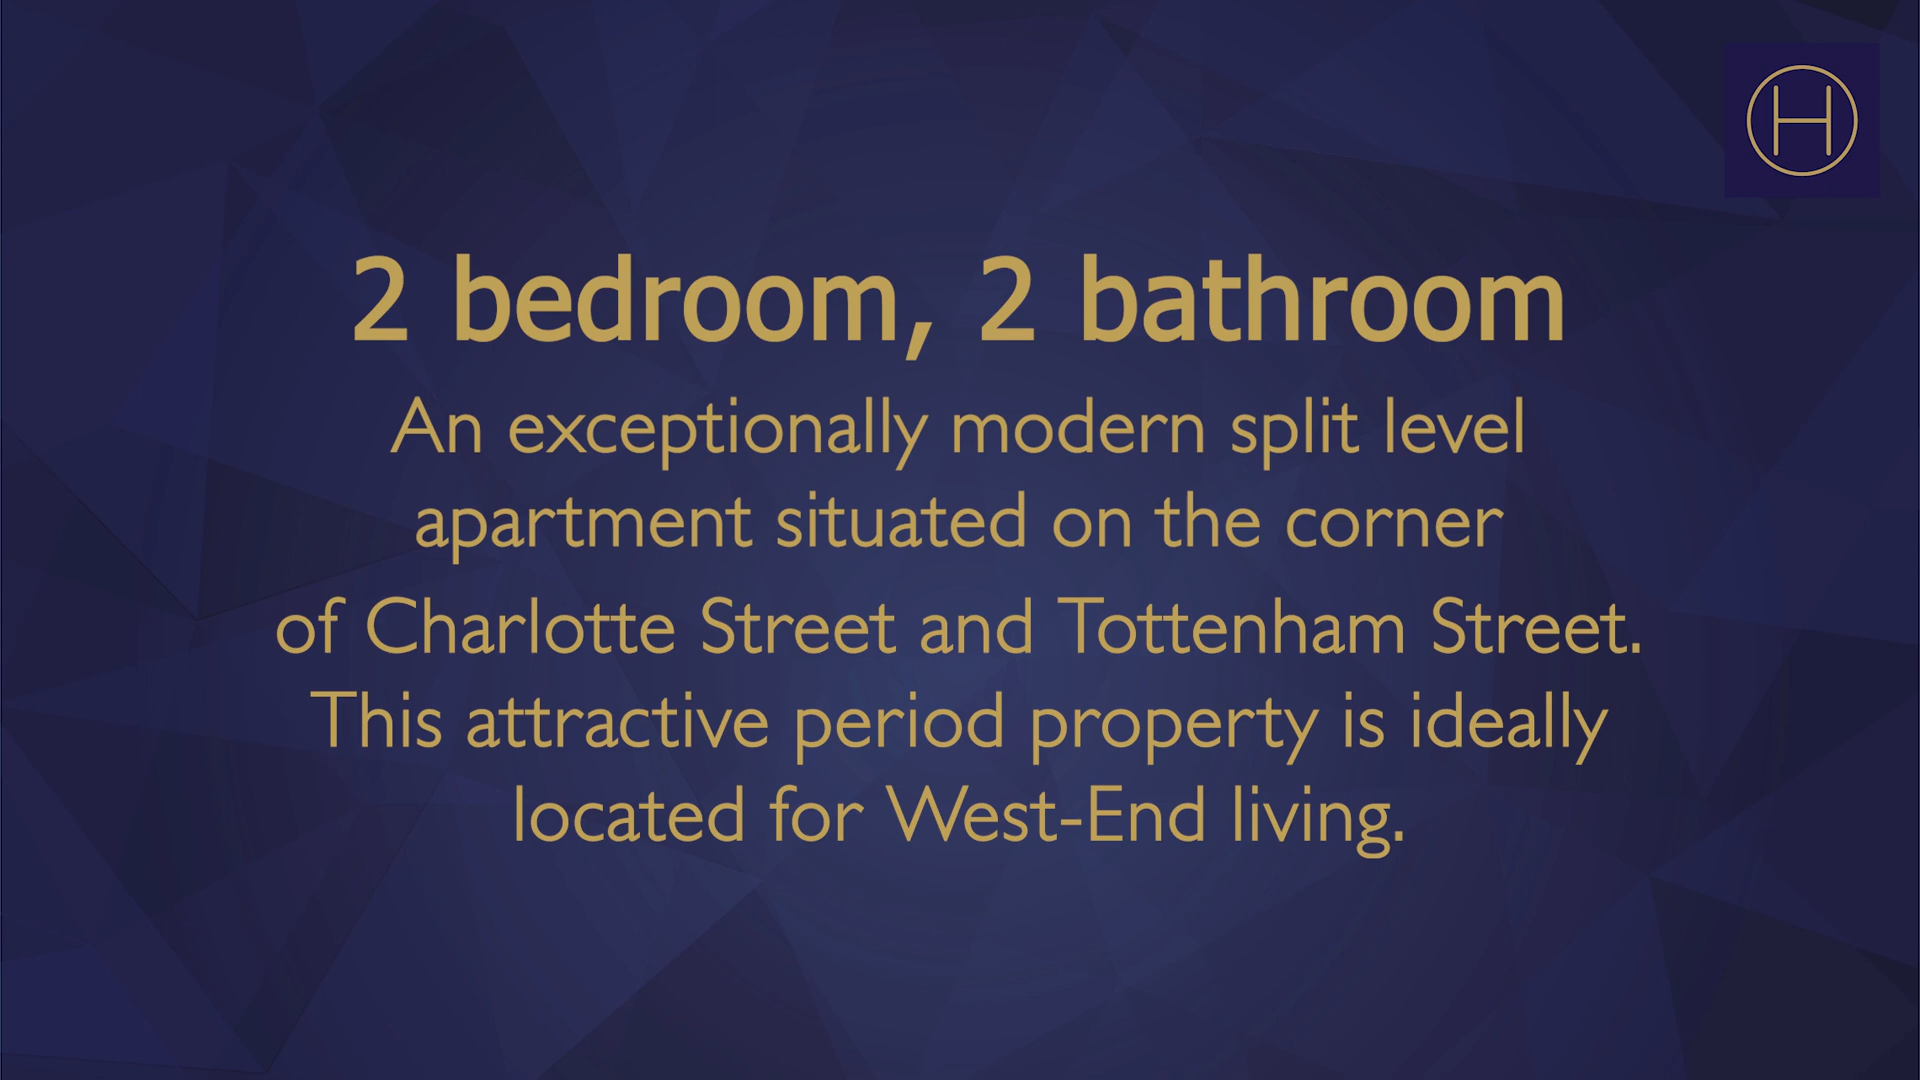 H
2 bedroom, 2 bathroom
An exceptionally modern split level
apartment situated on the corner
of Charlotte Street and Tottenham Street.
This attractive period property is ideally
located for West-End living.